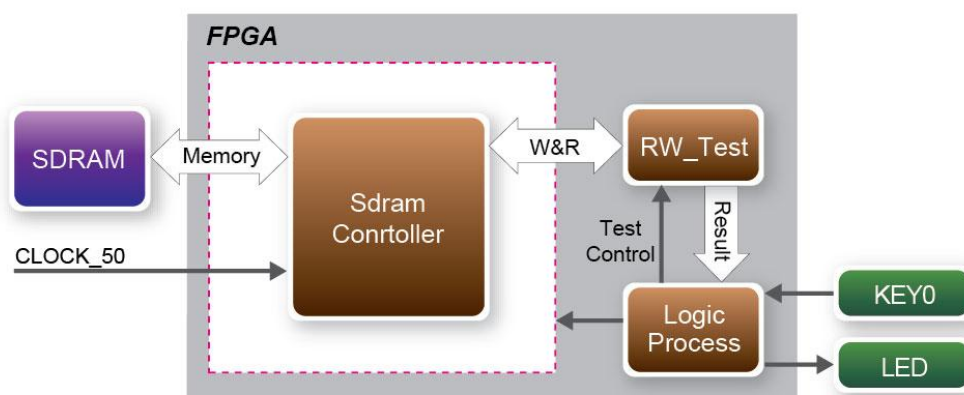 FPGA
SDRAM
Memory
Sdram
Conrtoller
W&R
RW_Test
CLOCK_50
Test
Control
Result
Logic
Process
KEY0
LED